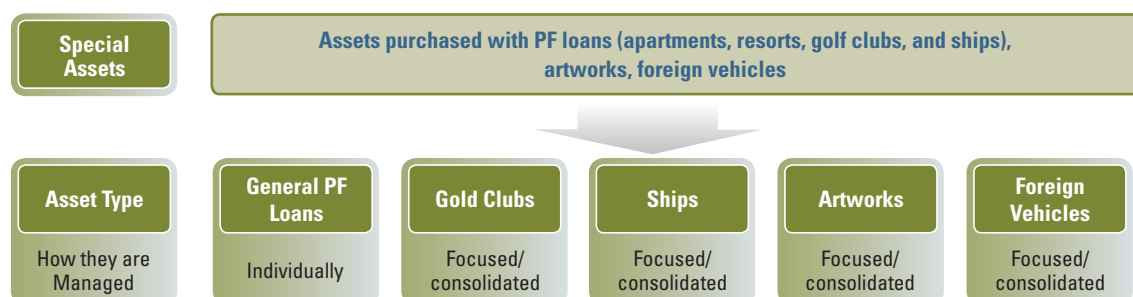 Special
Assets
Assets purchased with PF loans (apartments, resorts, golf clubs, and ships),
artworks, foreign vehicles
Asset Type
How they are
Managed
General PF
Loans
Individually
Gold Clubs
Focused/
consolidated
Ships
Focused/
consolidated
Artworks
Focused/
consolidated
Foreign
Vehicles
Focused/
consolidated